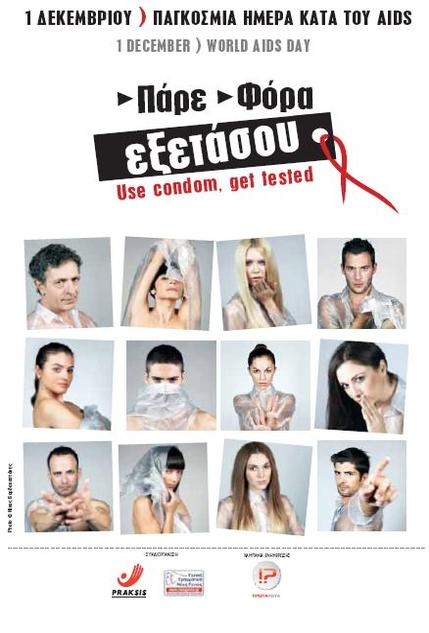 1 ΔΕΚΕΜΒΡΙΟΥ ) ΠΑΓΚΟΣΜΙΑ ΗΜΕΡΑ ΚΑΤΑ ΤΟΥ AIDS
1 DECEMBER ) WORLD AIDS DAY
►Πάρε ►Φόρα
εξετάσου
Use condom, get tested
PRAKSIS